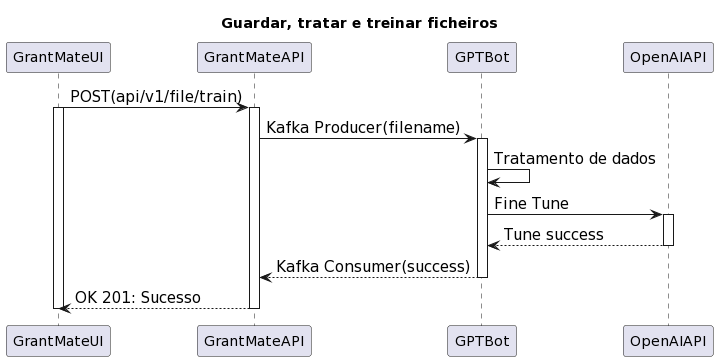 Guardar, tratar e treinar ficheiros
GrantMateUI GrantMateAPI GPTBot OpenAIAPI
POST(api/v1/file/train)
Kafka Producer(filename)
Tratamento de dados
Fine Tune
Tune success
Kafka Consumer(success)
OK 201: Sucesso
GrantMateUI GrantMateAPI GPTBot OpenAIAPI